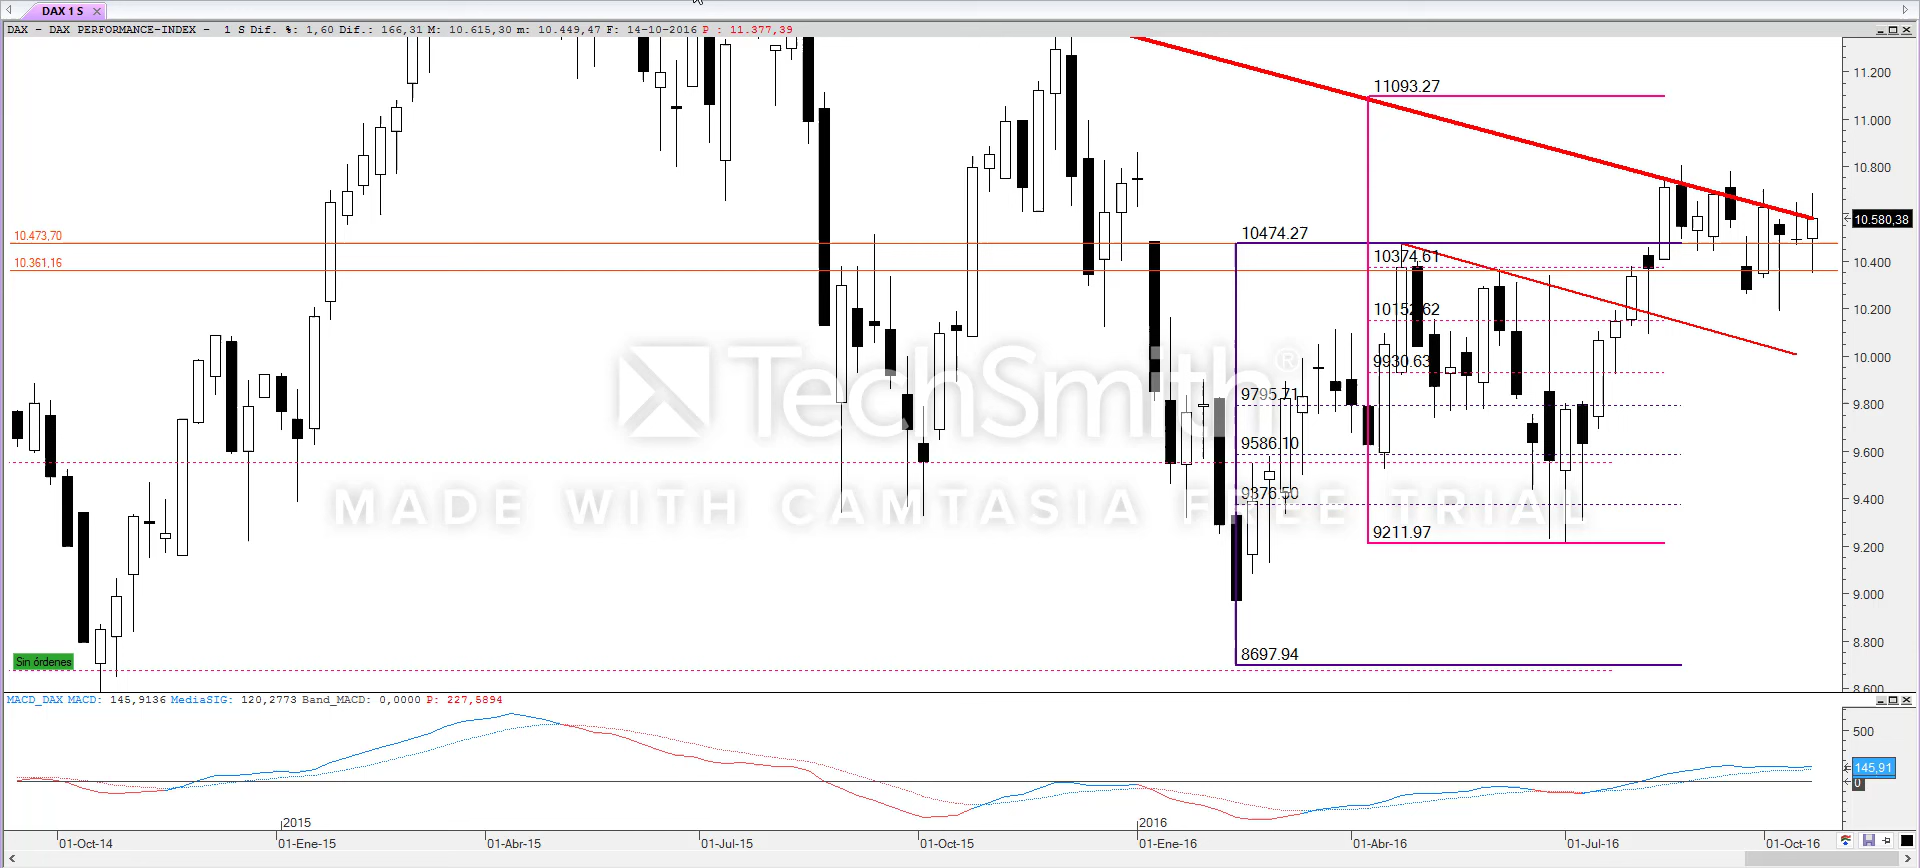 DAX 1 S
DAX - DAX PERFORMANCE-INDEX - 1 S Dif. %: 1,60 Dif.: 166,31 M: 10.615,30 m: 10.449,47 F: 14-10-2016 P : 11.377,39
11.200
11093.27
11.000
10.800
10.580,38
10.473,70
10474.27
10.361,16
10374.61
10.400
10152.62
10.200
TechSmith®
9930.63
10.000
9795.71
9.800
9586.10
9.600
9376.50
9.400
MADE WITH CAMTASIA FREE TRIAL
9211.97
9.200
9.000
8.800
Sin órdenes
8697.94
8.600
MACD_DAX MACD: 145,9136 MediaSIG: 120,2773 Band_MACD: 0,0000 P: 227,5894
500
145,91
0
2015
2016
01-Oct-14
01-Ene-15
01-Abr-15
01-Jul-15
01-Oct-15
01-Ene-16
01-Abr-16
01-Jul-16
01-Oct-16